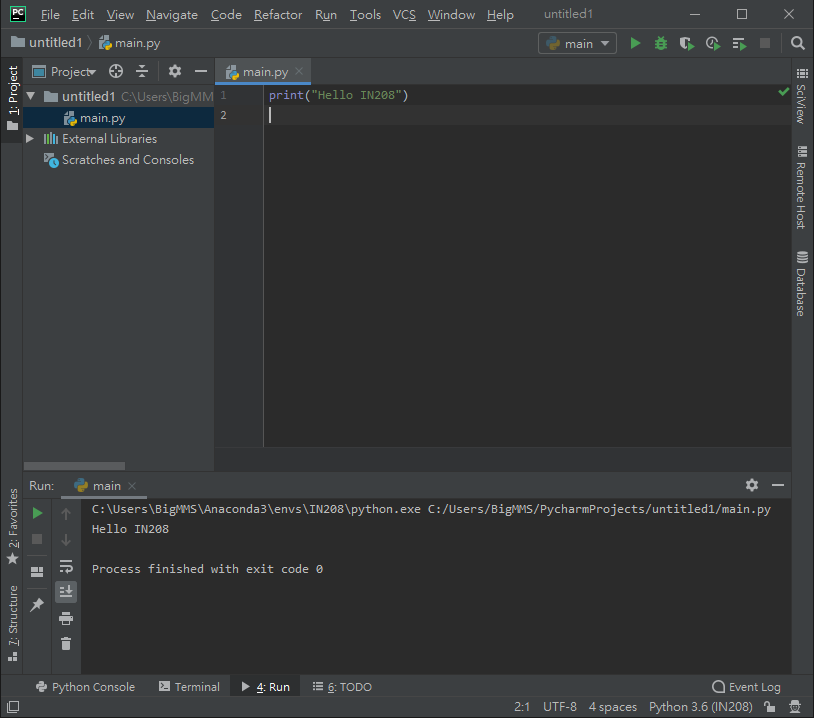 PC File Edit View Navigate Code Refactor Run Tools VCS Window Help untitled1
untitled1 main.py main
1: Project
Project
main.py
untitled1 C:\Users\BigMM
main.py
External Libraries
Scratches and Consoles
1 print("Hello IN208")
2
SciView
Remote Host
Database
Run: main
C:\Users\BigMMS\Anaconda3\envs\IN208\python.exe C:/Users/BigMMS/PycharmProjects/untitled1/main.py
Hello IN208
Process finished with exit code 0
2: Favorites
7: Structure
Python Console Terminal 4: Run 6: TODO Event Log
2:1 UTF-8 4 spaces Python 3.6 (IN208)